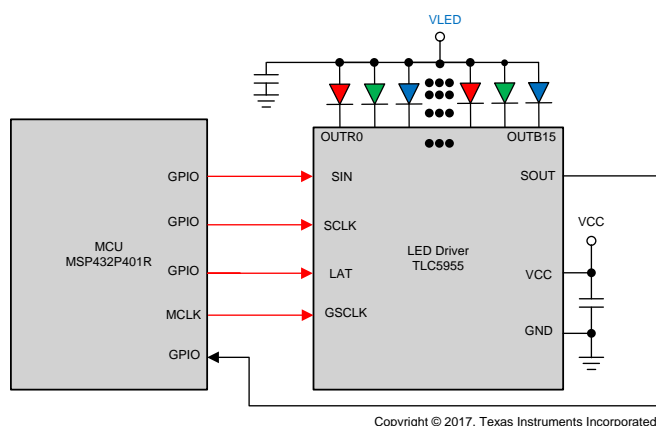 VLED
OUTR0
OUTB15
GPIO
SIN
SOUT
GPIO
SCLK
VCC
MCU
MSP432P401R
LED Driver
TLC5955
GPIO
LAT
VCC
MCLK
GSCLK
GND
GPIO
Copyright © 2017, Texas Instruments Incorporated